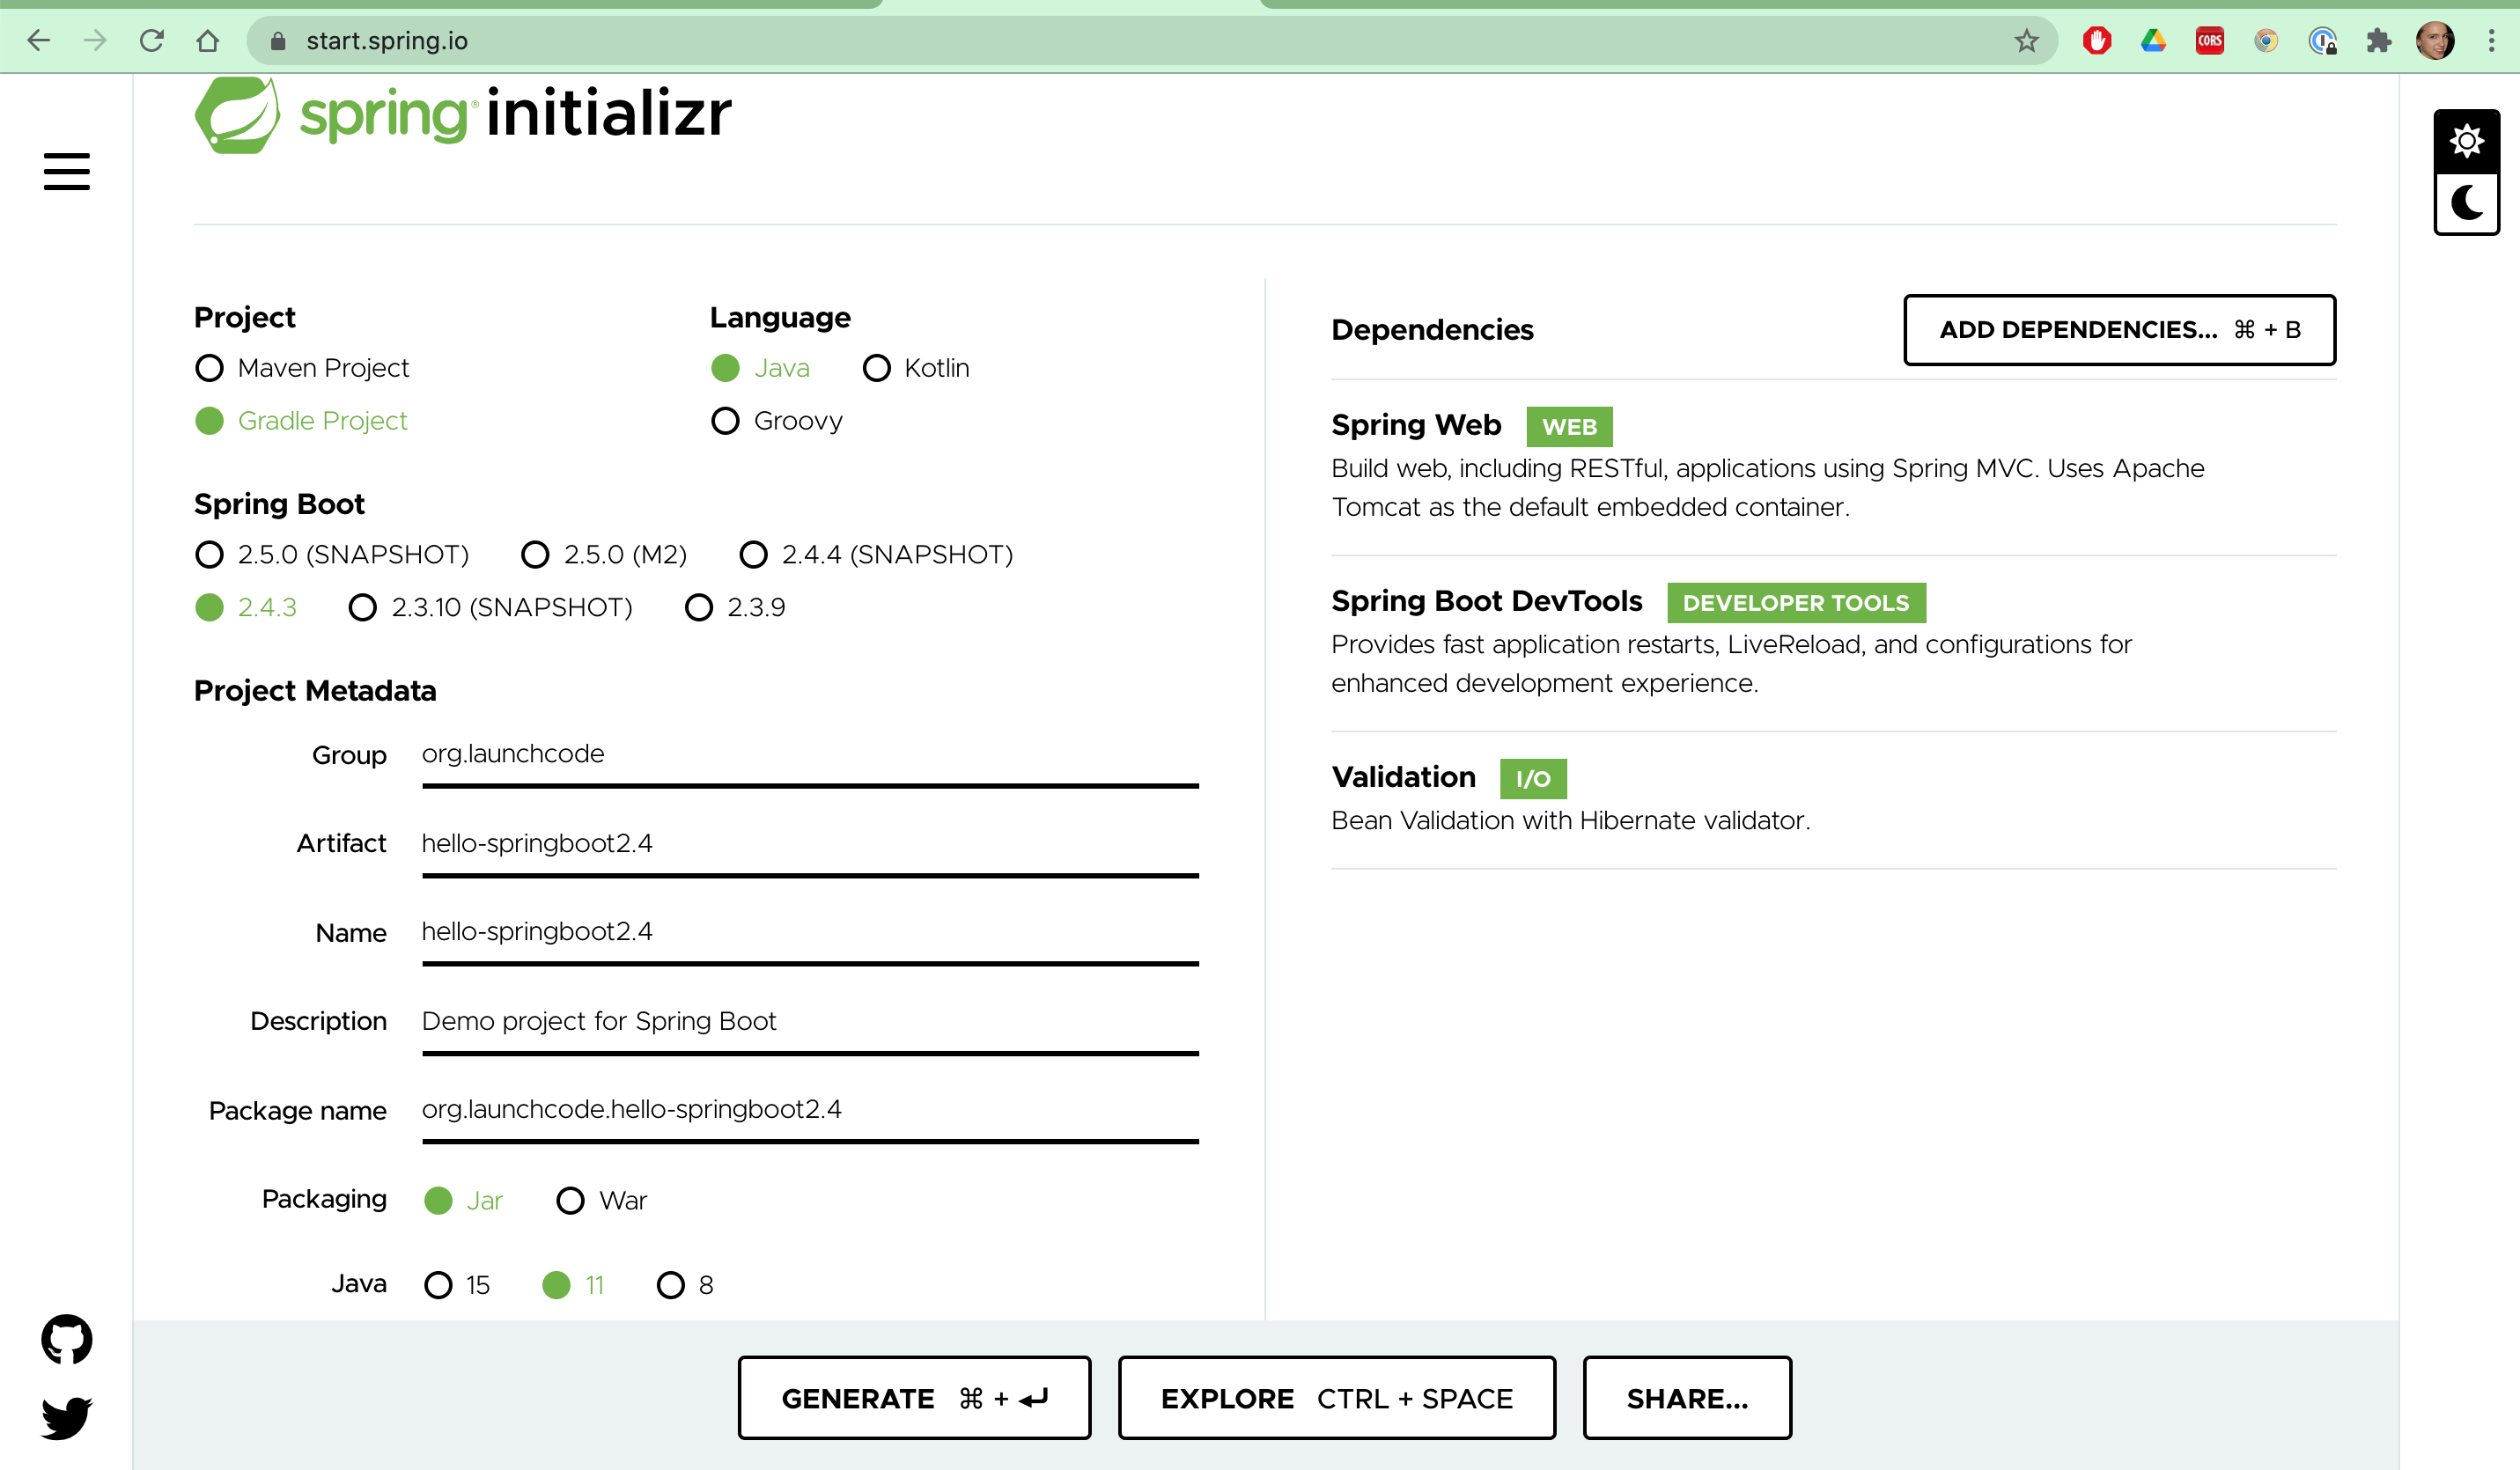 start.spring.io
CORS
spring® initializr
Project
Language
Maven Project
Java
Kotlin
Gradle Project
Groovy
Spring Boot
2.5.0 (SNAPSHOT)
2.5.0 (M2)
2.4.4 (SNAPSHOT)
2.4.3
2.3.10 (SNAPSHOT)
2.3.9
Project Metadata
Group org.launchcode
Artifact hello-springboot2.4
Name hello-springboot2.4
Description Demo project for Spring Boot
Package name org.launchcode.hello-springboot2.4
Packaging Jar War
Java 15 11 8
Dependencies
ADD DEPENDENCIES... ⌘ + B
Spring Web WEB
Build web, including RESTful, applications using Spring MVC. Uses Apache
Tomcat as the default embedded container.
Spring Boot DevTools DEVELOPER TOOLS
Provides fast application restarts, LiveReload, and configurations for
enhanced development experience.
Validation I/O
Bean Validation with Hibernate validator.
GENERATE ⌘ + ⏎
EXPLORE CTRL + SPACE
SHARE...